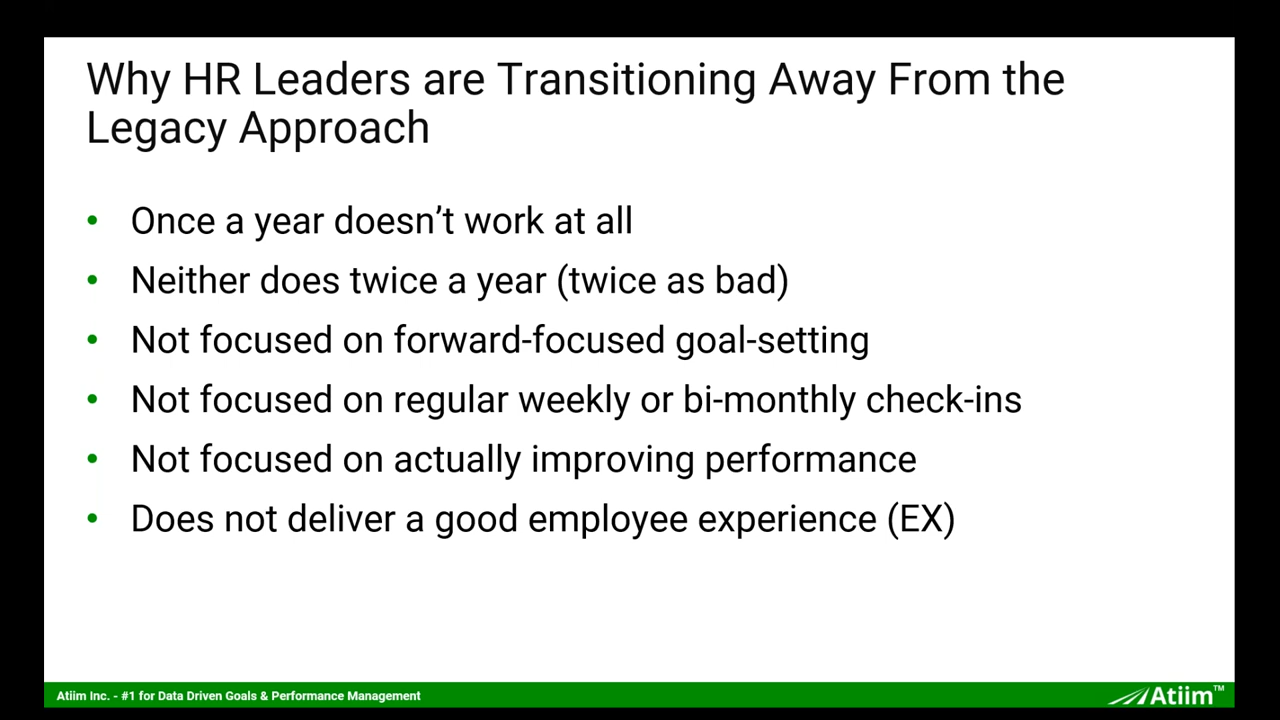 Why HR Leaders are Transitioning Away From the
Legacy Approach
• Once a year doesn’t work at all
• Neither does twice a year (twice as bad)
• Not focused on forward-focused goal-setting
• Not focused on regular weekly or bi-monthly check-ins
• Not focused on actually improving performance
• Does not deliver a good employee experience (EX)
Atiim Inc. - #1 for Data Driven Goals & Performance Management
Atiim™